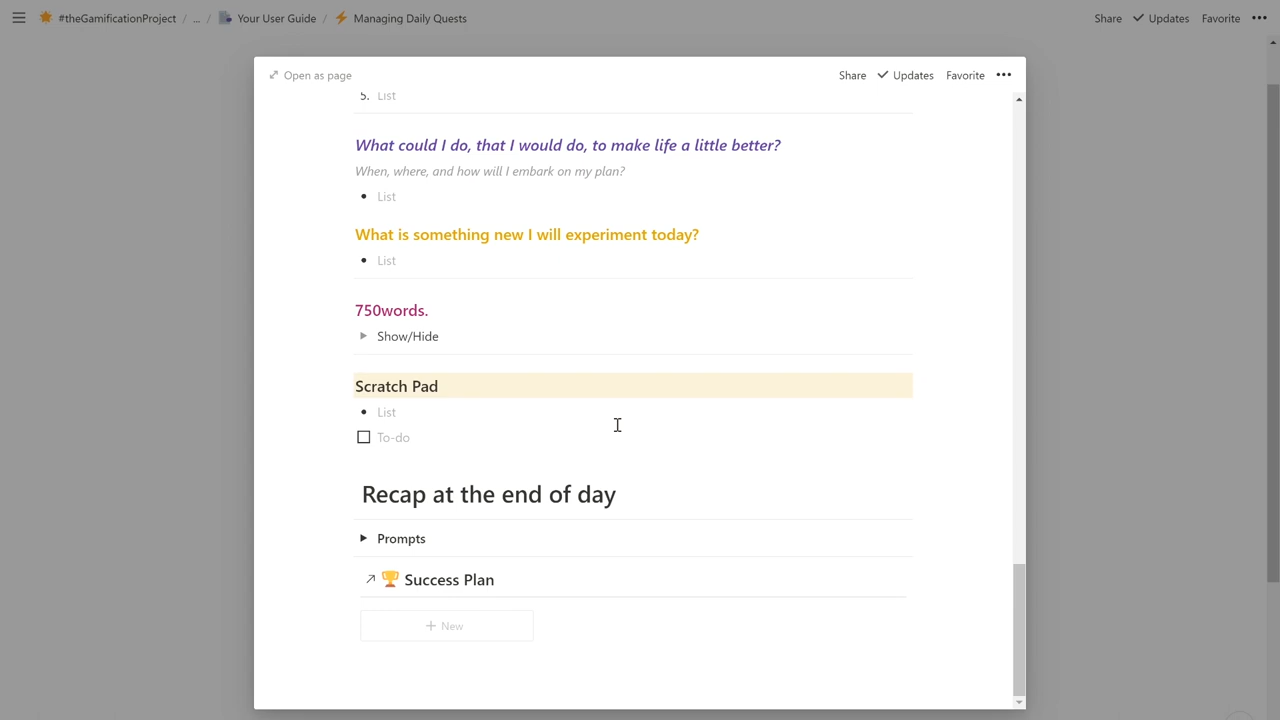 #theGamificationProject / ... / Your User Guide / Managing Daily Quests
Share Updates Favorite •••
Open as page
Share Updates Favorite •••
5. List
What could I do, that I would do, to make life a little better?
When, where, and how will I embark on my plan?
• List
What is something new I will experiment today?
• List
750words.
Show/Hide
Scratch Pad
• List
To-do
Recap at the end of day
Prompts
Success Plan
+ New